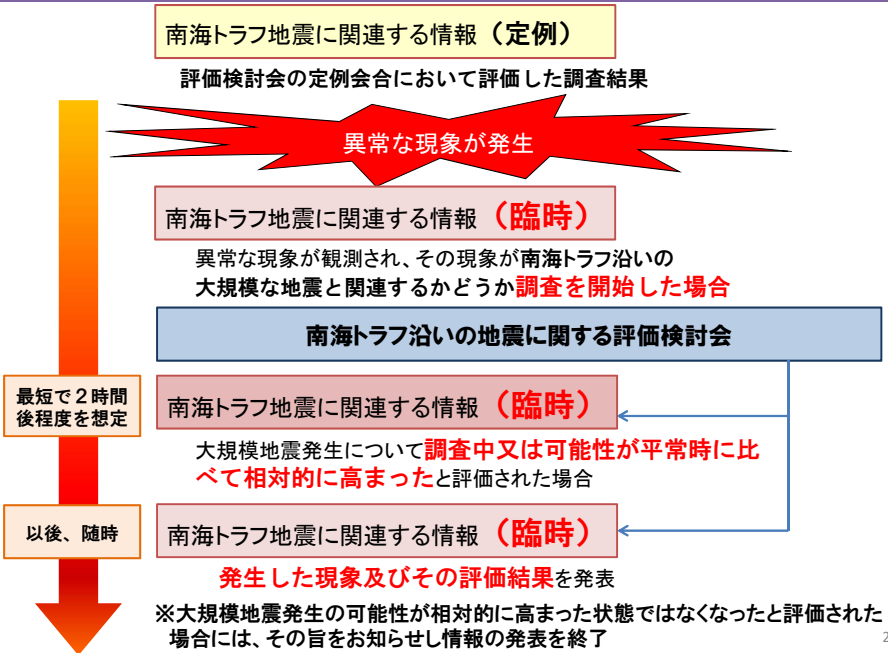 南海トラフ地震に関連する情報（定例）
評価検討会の定例会合において評価した調査結果
異常な現象が発生
南海トラフ地震に関連する情報（臨時）
異常な現象が観測され、その現象が南海トラフ沿いの
大規模な地震と関連するかどうか調査を開始した場合
南海トラフ沿いの地震に関する評価検討会
最短で２時間
後程度を想定
南海トラフ地震に関連する情報（臨時）
大規模地震発生について調査中又は可能性が平常時に比
べて相対的に高まったと評価された場合
以後、随時
南海トラフ地震に関連する情報（臨時）
発生した現象及びその評価結果を発表
※大規模地震発生の可能性が相対的に高まった状態ではなくなったと評価された
場合には、その旨をお知らせし情報の発表を終了
2